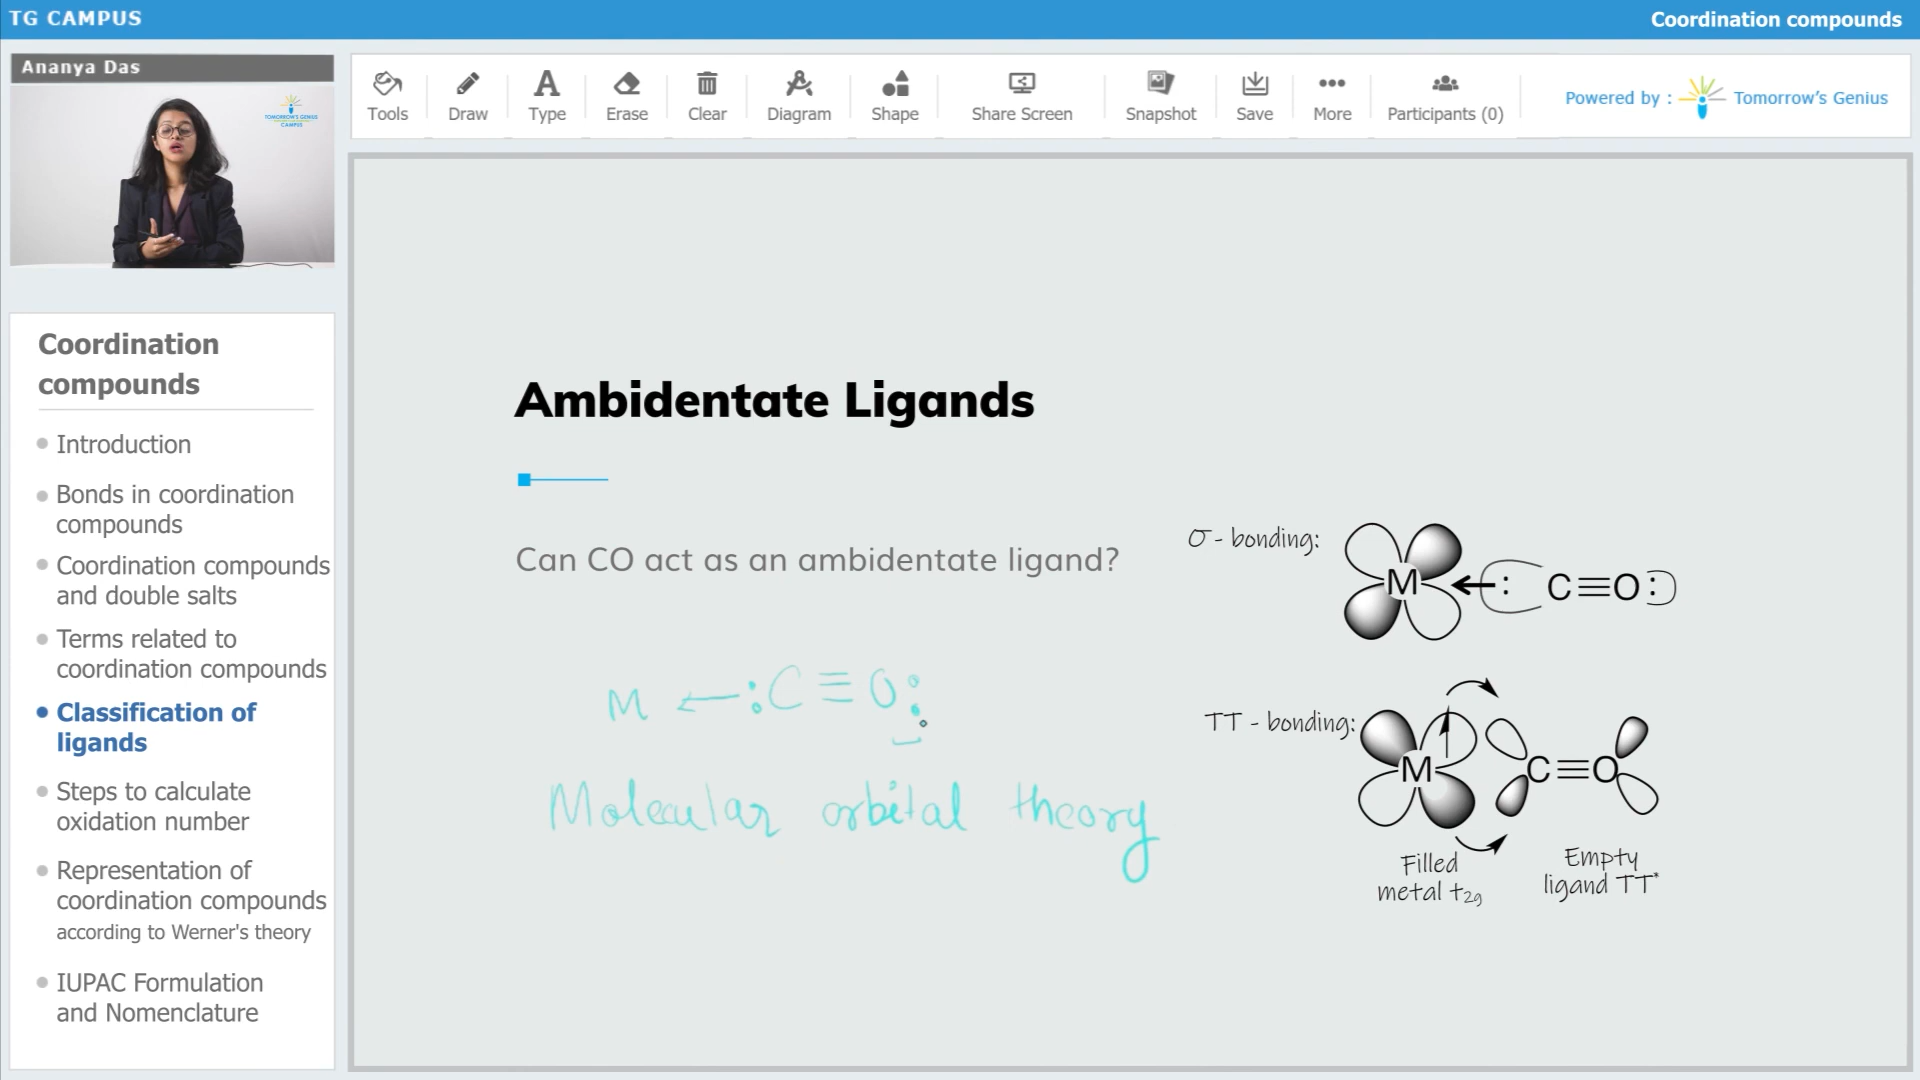 TG CAMPUS
Coordination compounds
Ananya Das
TOMORROW'S GENIUS
CAMPUS
Tools
Draw
Type
Erase
Clear
Diagram
Shape
Share Screen
Snapshot
Save
More
Participants (0)
Powered by :
Tomorrow's Genius
Coordination
compounds
Introduction
Bonds in coordination
compounds
Coordination compounds
and double salts
Terms related to
coordination compounds
Classification of
ligands
Steps to calculate
oxidation number
Representation of
coordination compounds
according to Werner's theory
IUPAC Formulation
and Nomenclature
Ambidentate Ligands
Can CO act as an ambidentate ligand?
M ←:C≡O:
Molecular orbital theory
σ - bonding:
M ← : C≡O :
π - bonding:
M C≡O
Filled
metal t₂g
Empty
ligand π*